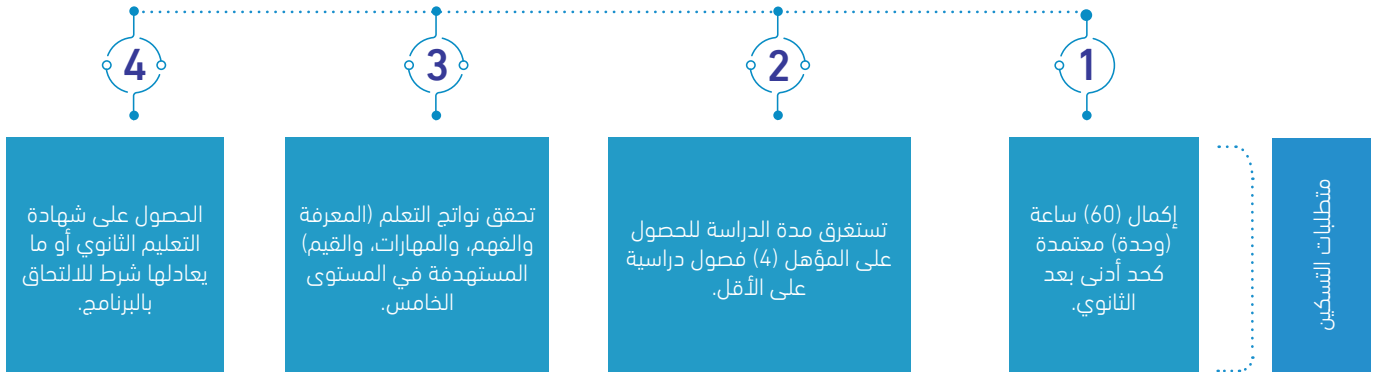 متطلبات التسكين
1
إكمال (60) ساعة
(وحدة) معتمدة
كحد أدنى بعد
الثانوي.
2
تستغرق مدة الدراسة للحصول
على المؤهل (4) فصول دراسية
على الأقل.
3
تحقق نواتج التعلم (المعرفة
والفهم، والمهارات، والقيم)
المستهدفة في المستوى
الخامس.
4
الحصول على شهادة
التعليم الثانوي أو ما
يعادلها شرط للالتحاق
بالبرنامج.